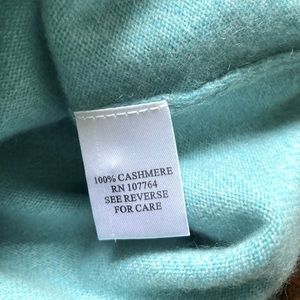 100% CASHMERE
RN 107764
SEE REVERSE
FOR CARE